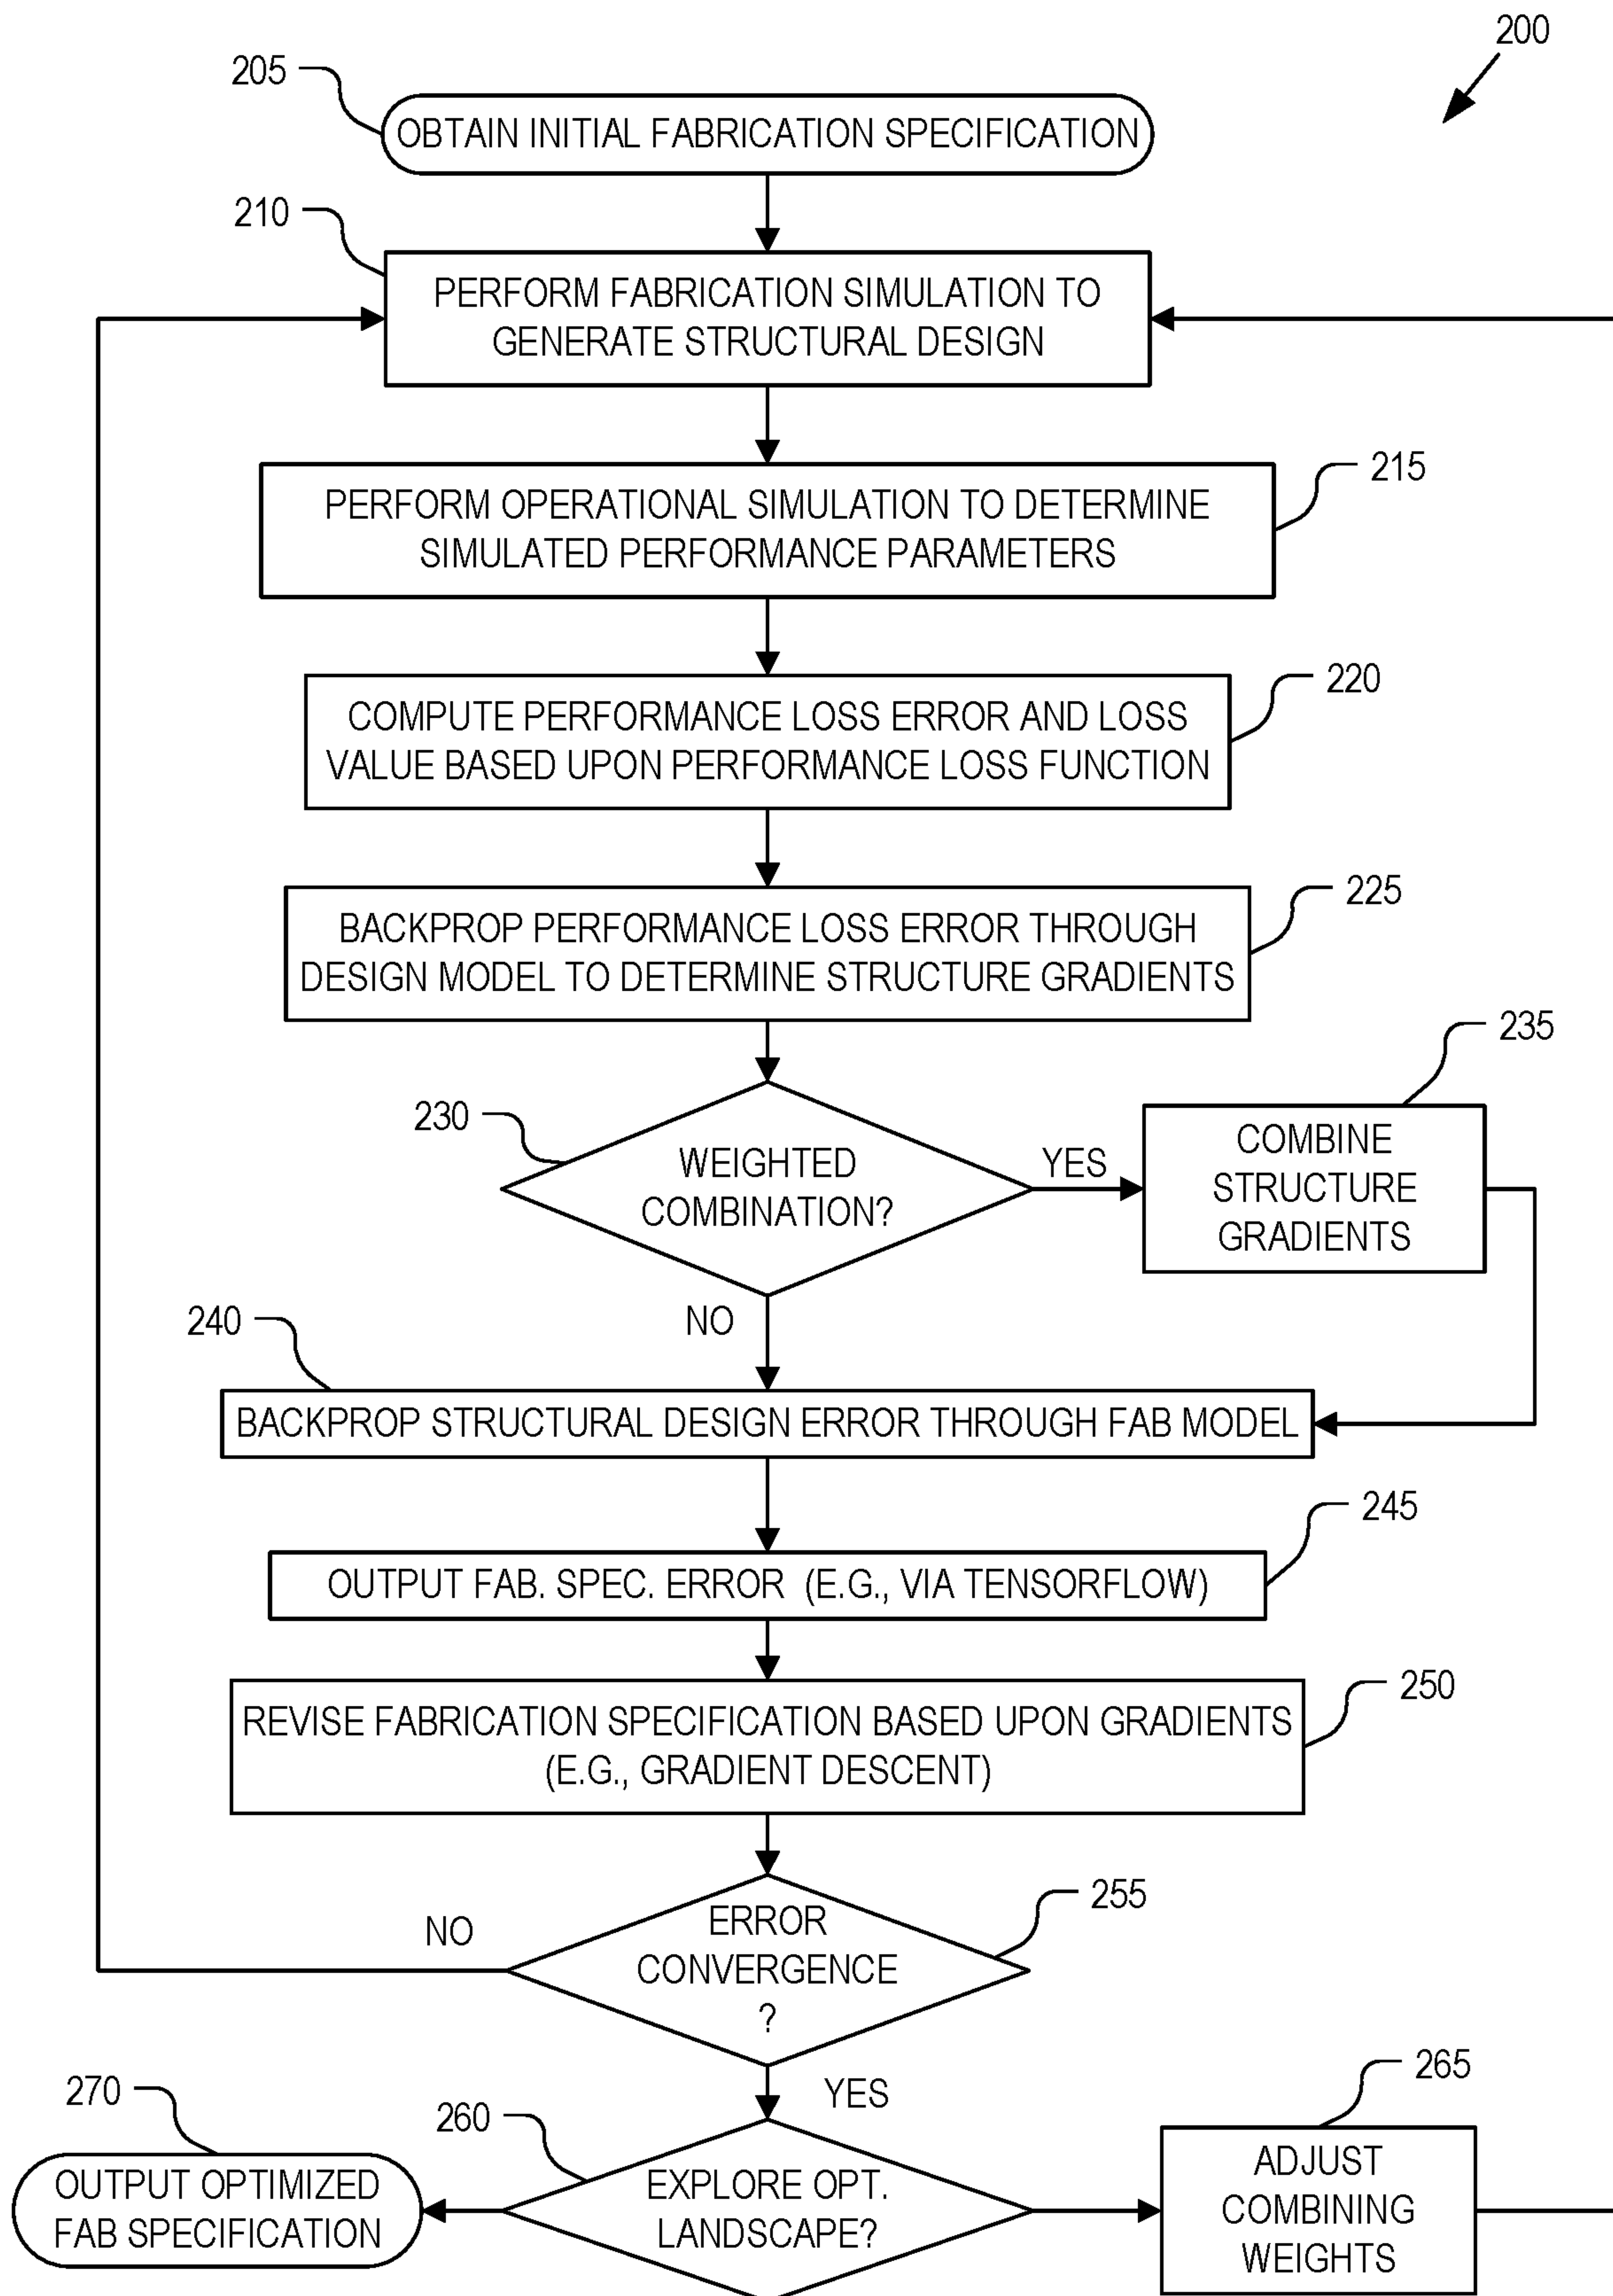 200
205
OBTAIN INITIAL FABRICATION SPECIFICATION
210
PERFORM FABRICATION SIMULATION TO
GENERATE STRUCTURAL DESIGN
215
PERFORM OPERATIONAL SIMULATION TO DETERMINE
SIMULATED PERFORMANCE PARAMETERS
220
COMPUTE PERFORMANCE LOSS ERROR AND LOSS
VALUE BASED UPON PERFORMANCE LOSS FUNCTION
225
BACKPROP PERFORMANCE LOSS ERROR THROUGH
DESIGN MODEL TO DETERMINE STRUCTURE GRADIENTS
230
WEIGHTED
COMBINATION?
YES
235
COMBINE
STRUCTURE
GRADIENTS
NO
240
BACKPROP STRUCTURAL DESIGN ERROR THROUGH FAB MODEL
245
OUTPUT FAB. SPEC. ERROR (E.G., VIA TENSORFLOW)
250
REVISE FABRICATION SPECIFICATION BASED UPON GRADIENTS
(E.G., GRADIENT DESCENT)
255
ERROR
CONVERGENCE
?
NO
YES
260
EXPLORE OPT.
LANDSCAPE?
265
ADJUST
COMBINING
WEIGHTS
270
OUTPUT OPTIMIZED
FAB SPECIFICATION